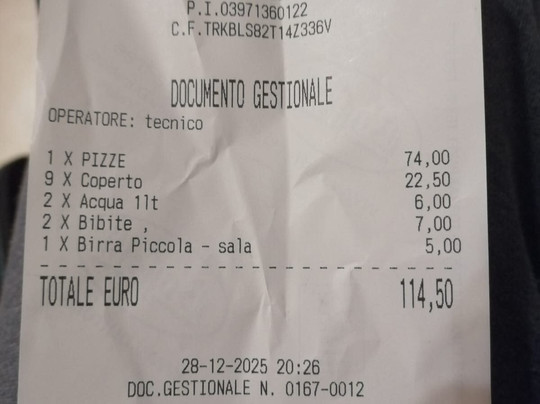 P.I.03971360122
C.F.TRKBLS82T14Z336V
DOCUMENTO GESTIONALE
OPERATORE: tecnico
1 X PIZZE 74,00
9 X Coperto 22,50
2 X Acqua 1lt 6,00
2 X Bibite , 7,00
1 X Birra Piccola - sala 5,00
TOTALE EURO 114,50
28-12-2025 20:26
DOC.GESTIONALE N. 0167-0012